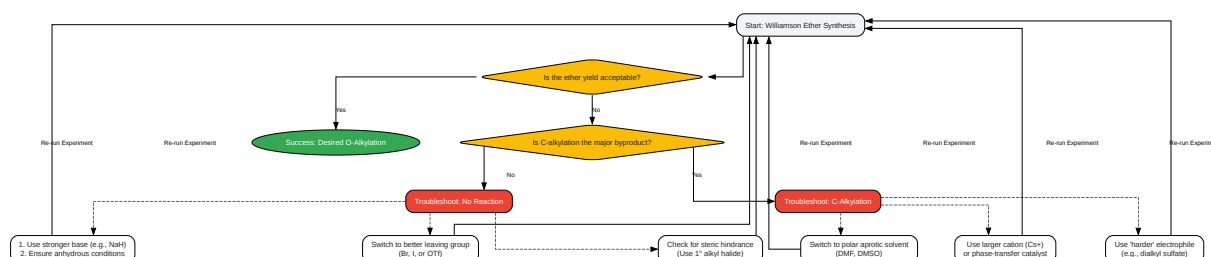 Start: Williamson Ether Synthesis
Is the ether yield acceptable?
Yes
No
Re-run Experiment
Re-run Experiment
Success: Desired O-Alkylation
Is C-alkylation the major byproduct?
Re-run Experiment
Re-run Experiment
Re-run Experiment
Re-run Experim
No
Yes
Troubleshoot: No Reaction
Troubleshoot: C-Alkylation
1. Use stronger base (e.g., NaH)
2. Ensure anhydrous conditions
Switch to better leaving group
(Br, I, or OTf)
Check for steric hindrance
(Use 1° alkyl halide)
Switch to polar aprotic solvent
(DMF, DMSO)
Use larger cation (Cs+)
or phase-transfer catalyst
Use 'harder' electrophile
(e.g., dialkyl sulfate)